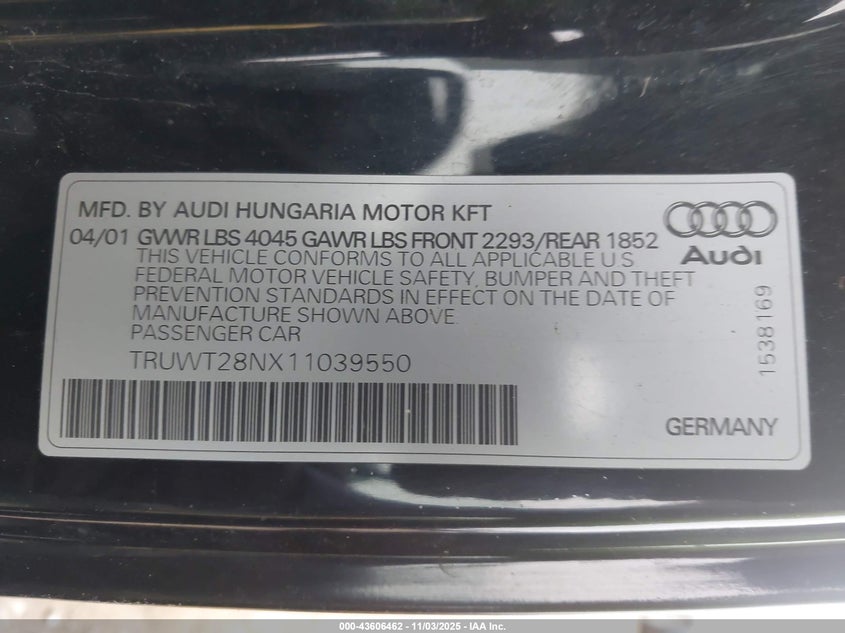 MFD. BY AUDI HUNGARIA MOTOR KFT
04/01 GVWR LBS 4045 GAWR LBS FRONT 2293/REAR 1852
THIS VEHICLE CONFORMS TO ALL APPLICABLE U S
FEDERAL MOTOR VEHICLE SAFETY, BUMPER AND THEFT
PREVENTION STANDARDS IN EFFECT ON THE DATE OF
MANUFACTURE SHOWN ABOVE.
PASSENGER CAR
TRUWT28NX11039550
Audi
1538169
GERMANY
000-43606462 - 11/03/2025 - IAA Inc.